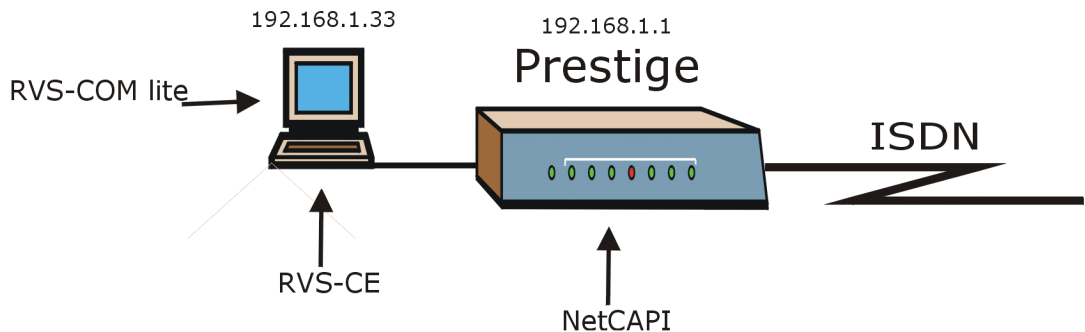 192.168.1.33
192.168.1.1
Prestige
RVS-COM lite
ISDN
RVS-CE
NetCAPI